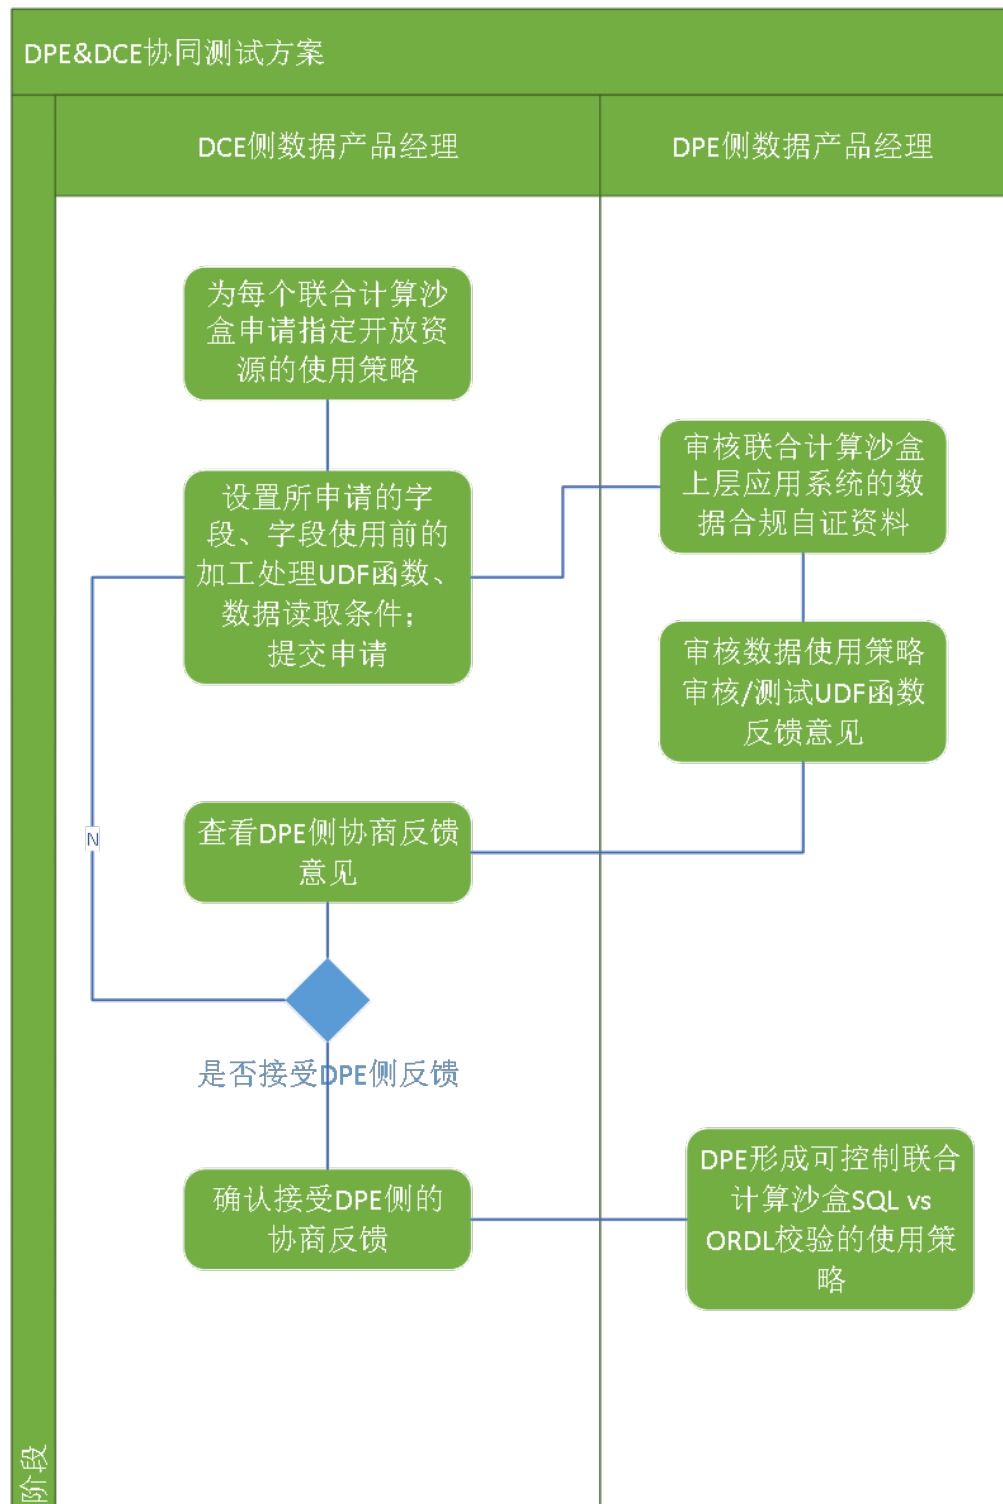 DPE&DCE协同测试方案
DCE侧数据产品经理
DPE侧数据产品经理
为每个联合计算沙
盒申请指定开放资
源的使用策略
设置所申请的字
段、字段使用前的
加工处理UDF函数、
数据读取条件；
提交申请
审核联合计算沙盒
上层应用系统的数
据合规自证资料
审核数据使用策略
审核/测试UDF函数
反馈意见
查看DPE侧协商反馈
意见
N
是否接受DPE侧反馈
确认接受DPE侧的
协商反馈
DPE形成可控制联合
计算沙盒SQL vs
ORDL校验的使用策
略
阶段